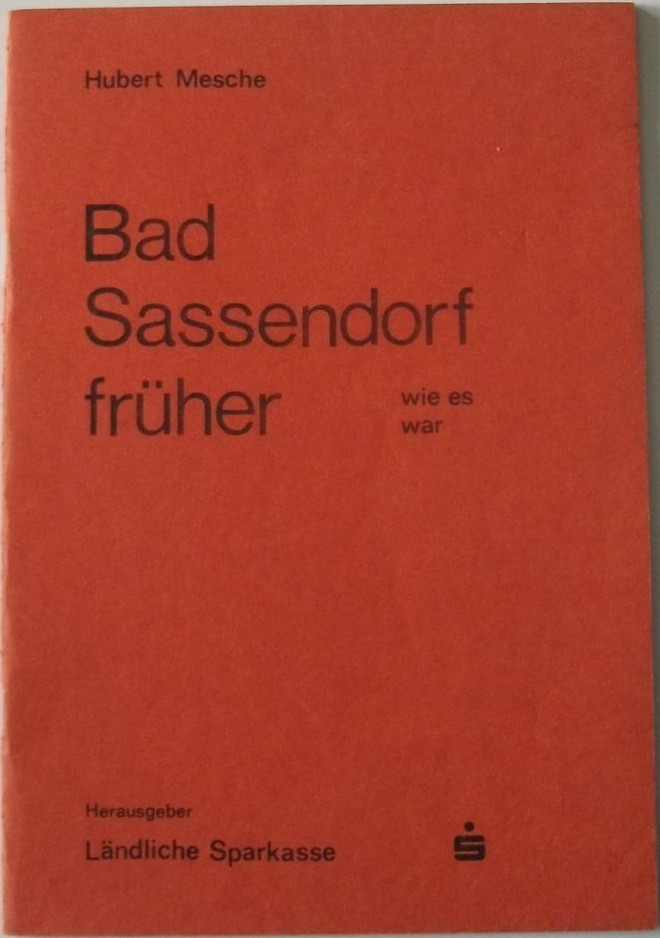 Hubert Mesche
Bad
Sassendorf
früher
wie es
war
Herausgeber
Ländliche Sparkasse